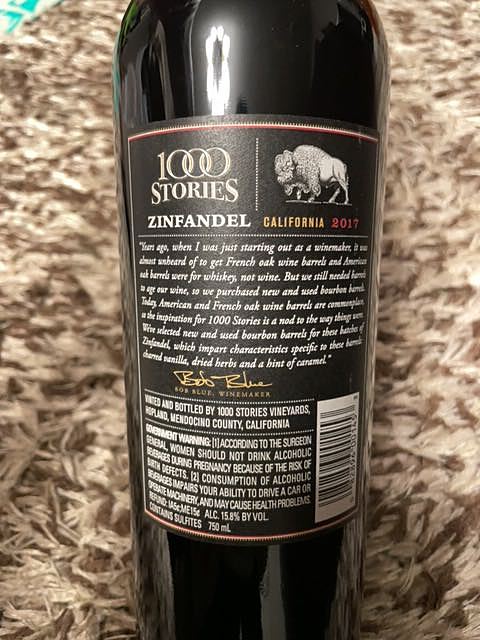 1000
STORIES
ZINFANDEL CALIFORNIA 2017
"Years ago, when I was just starting out as a winemaker, it was
almost unheard of to get French oak wine barrels and American
oak barrels were for whiskey, not wine. But we still needed barrels
to age our wine, so we purchased new and used bourbon barrels.
Today, American and French oak wine barrels are commonplace,
so the inspiration for 1000 Stories is a nod to the way things were.
We've selected new and used bourbon barrels for these batches of
Zinfandel, which impart characteristics specific to these barrels:
charred vanilla, dried herbs and a hint of caramel."
Bob Blue
BOB BLUE, WINEMAKER
VINTED AND BOTTLED BY 1000 STORIES VINEYARDS,
HOPLAND, MENDOCINO COUNTY, CALIFORNIA
GOVERNMENT WARNING: (1) ACCORDING TO THE SURGEON
GENERAL WOMEN SHOULD NOT DRINK ALCOHOLIC
BEVERAGES DURING PREGNANCY BECAUSE OF THE RISK OF
BIRTH DEFECTS. (2) CONSUMPTION OF ALCOHOLIC
BEVERAGES IMPAIRS YOUR ABILITY TO DRIVE A CAR OR
OPERATE MACHINERY, AND MAY CAUSE HEALTH PROBLEMS.
REFUND: IA5¢;ME15¢ ALC. 15.8% BY VOL.
CONTAINS SULFITES 750 mL